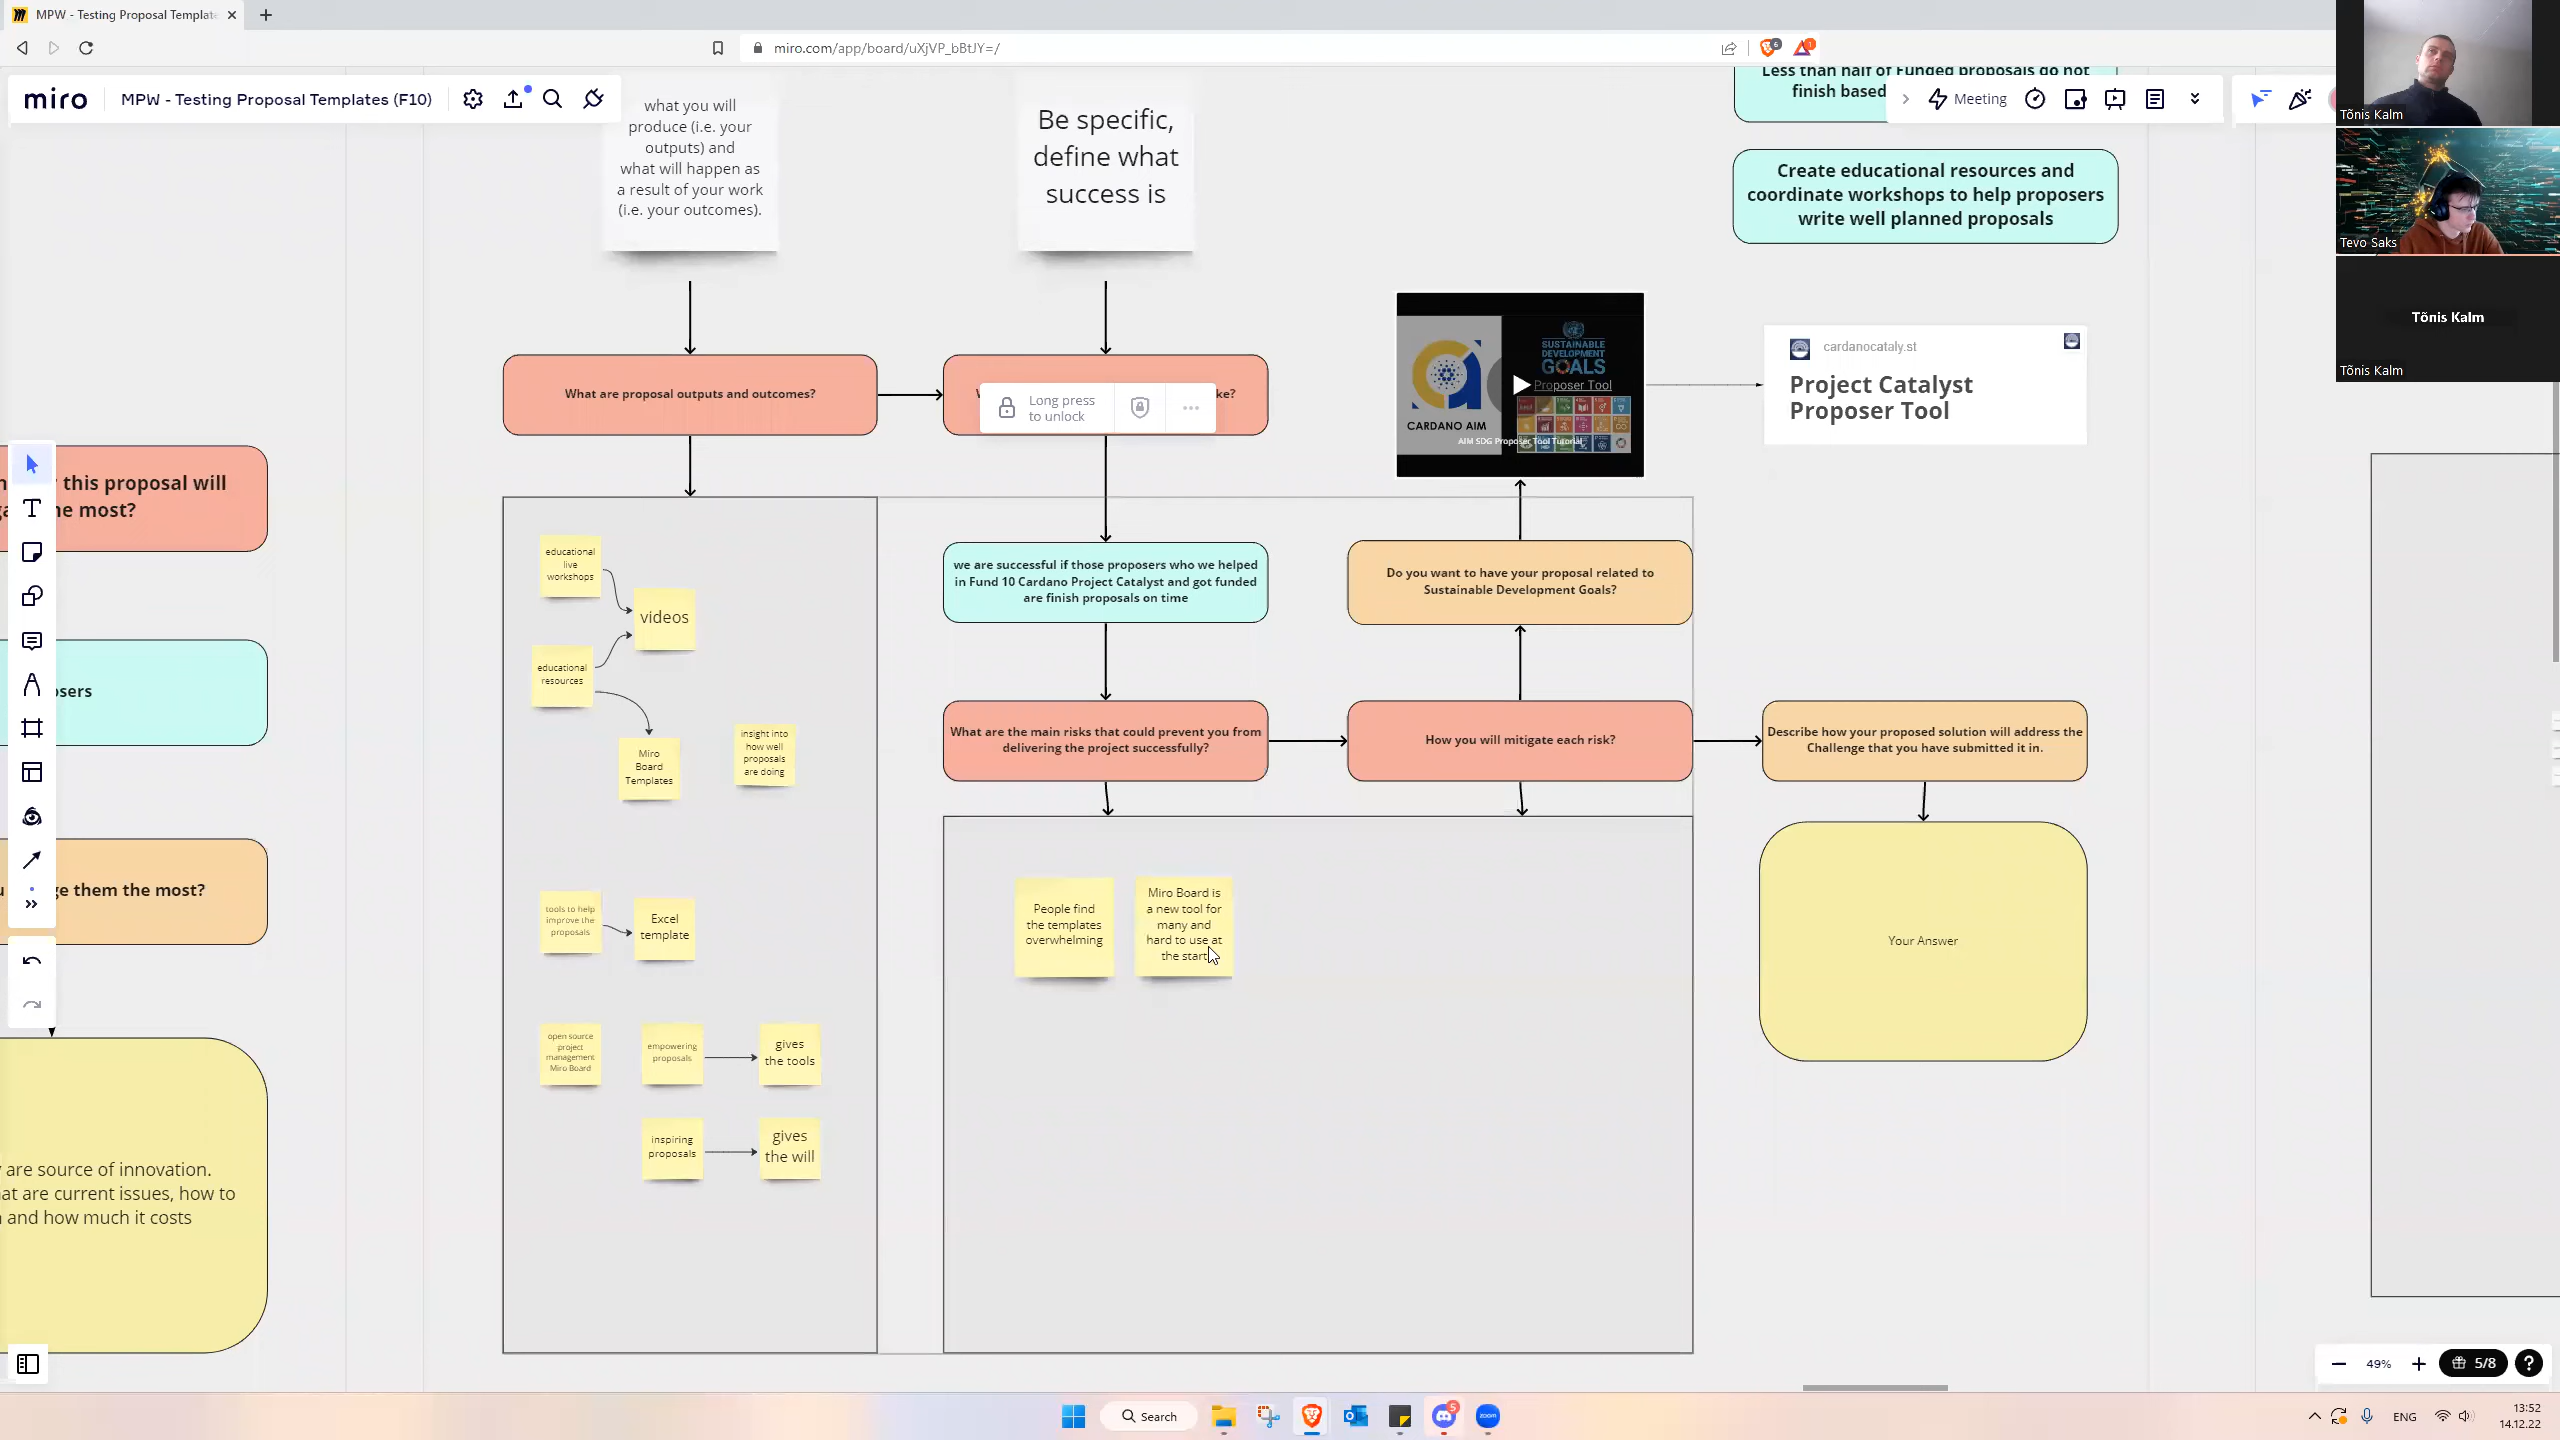 MPW - Testing Proposal Template
miro.com/app/board/uXjVP_bBtJY=/
6
1
miro
MPW - Testing Proposal Templates (F10)
what you will
produce (i.e. your
outputs) and
what will happen as
a result of your work
(i.e. your outcomes).
Be specific,
define what
success is
Less than half of Funded proposals do not
finish based
Meeting
Create educational resources and
coordinate workshops to help proposers
write well planned proposals
Tõnis Kalm
Tevo Saks
Tõnis Kalm
Tõnis Kalm
What are proposal outputs and outcomes?
ke?
Long press
to unlock
SUSTAINABLE
DEVELOPMENT
GOALS
Proposer Tool
CARDANO AIM
AIM SDG Proposer Tool Tutorial
cardanocataly.st
Project Catalyst
Proposer Tool
this proposal will
he most?
osers
ge them the most?
are source of innovation.
at are current issues, how to
and how much it costs
educational
live
workshops
videos
educational
resources
Miro
Board
Templates
insight into
how well
proposals
are doing
tools to help
improve the
proposals
Excel
template
open source
project
management
Miro Board
empowering
proposals
gives
the tools
inspiring
proposals
gives
the will
we are successful if those proposers who we helped
in Fund 10 Cardano Project Catalyst and got funded
are finish proposals on time
Do you want to have your proposal related to
Sustainable Development Goals?
What are the main risks that could prevent you from
delivering the project successfully?
How you will mitigate each risk?
Describe how your proposed solution will address the
Challenge that you have submitted it in.
People find
the templates
overwhelming
Miro Board is
a new tool for
many and
hard to use at
the start
Your Answer
49%
5/8
?
Search
5
zoom
ENG
13:52
14.12.22